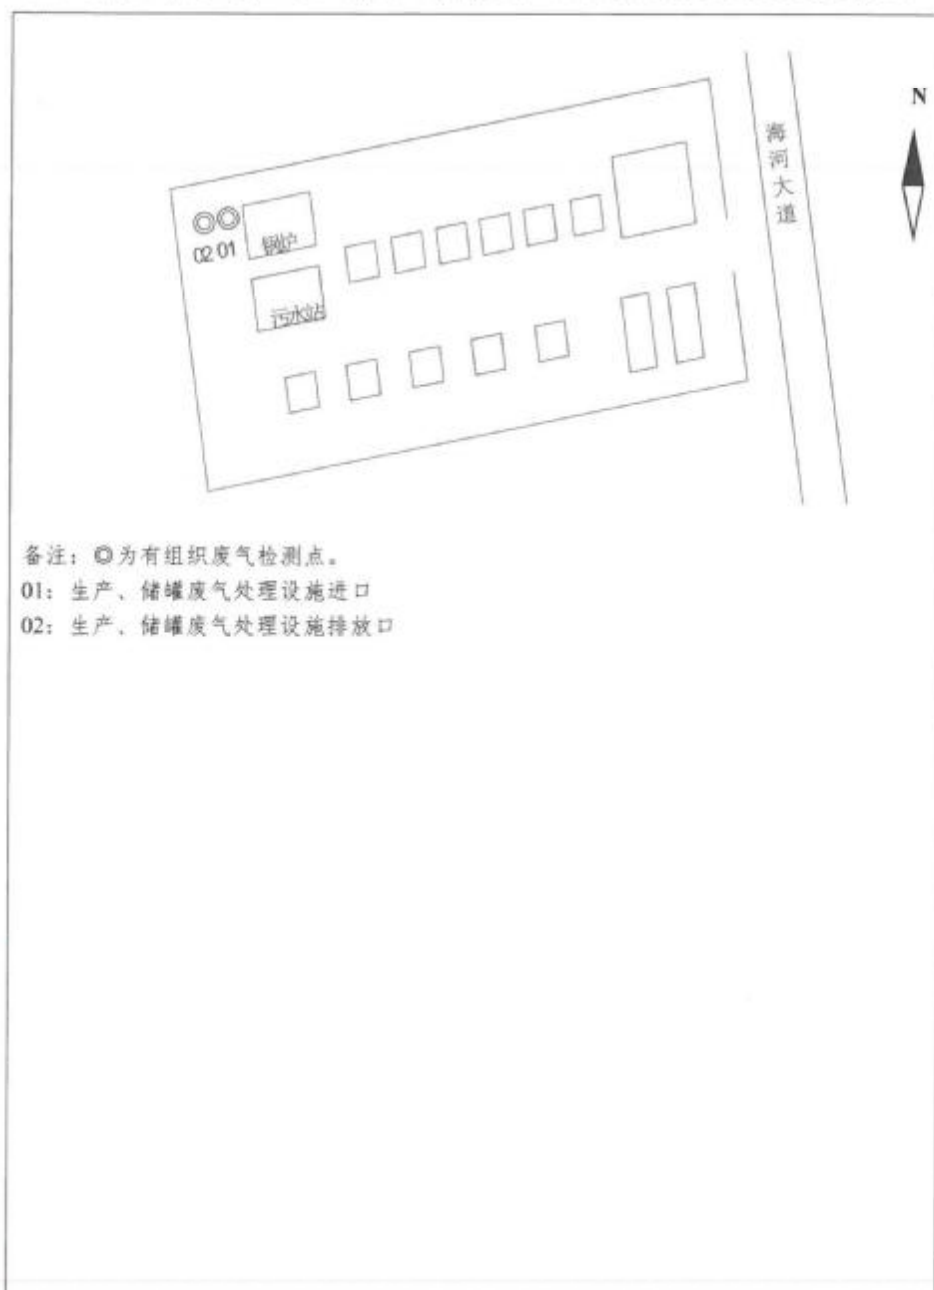 N
海河大道
02 01
锅炉
污水站
备注：◎为有组织废气检测点。
01：生产、储罐废气处理设施进口
02：生产、储罐废气处理设施排放口